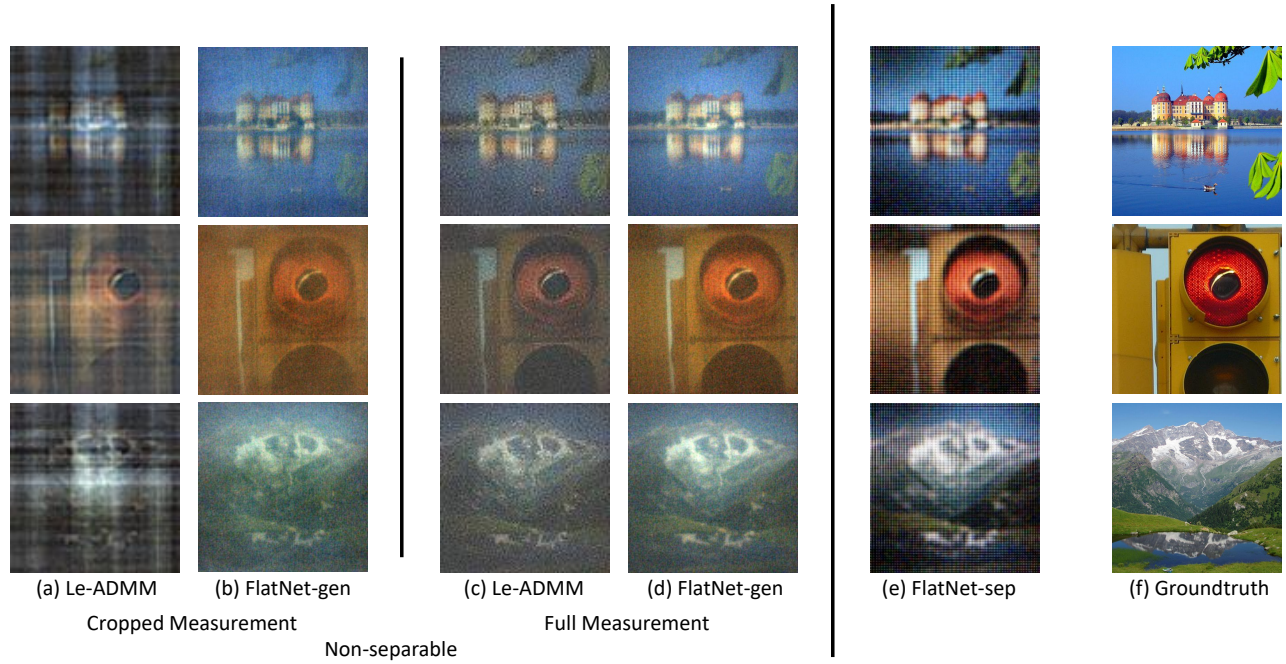 (a) Le-ADMM
(b) FlatNet-gen
(c) Le-ADMM
(d) FlatNet-gen
(e) FlatNet-sep
(f) Groundtruth
Cropped Measurement
Full Measurement
Non-separable